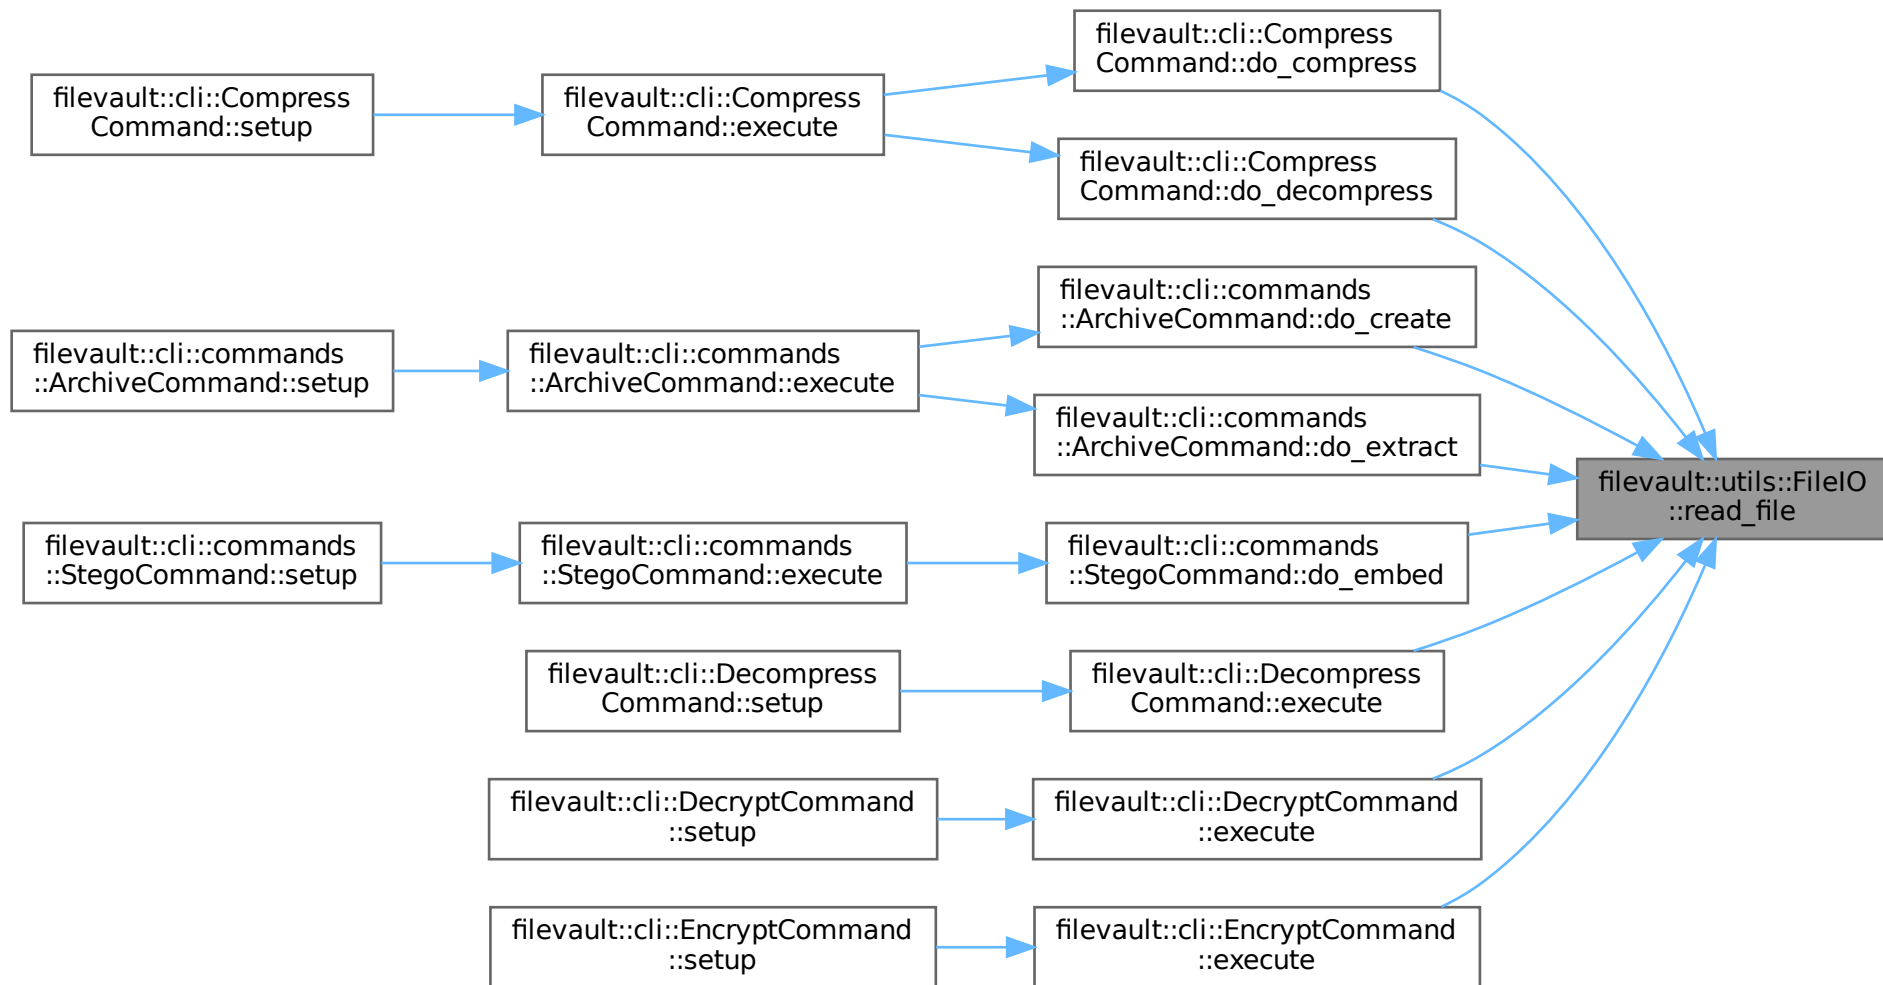 filevault::cli::Compress
Command::do_compress
filevault::cli::Compress
Command::setup
filevault::cli::Compress
Command::execute
filevault::cli::Compress
Command::do_decompress
filevault::cli::commands
::ArchiveCommand::do_create
filevault::cli::commands
::ArchiveCommand::setup
filevault::cli::commands
::ArchiveCommand::execute
filevault::cli::commands
::ArchiveCommand::do_extract
filevault::utils::FileIO
::read_file
filevault::cli::commands
::StegoCommand::setup
filevault::cli::commands
::StegoCommand::execute
filevault::cli::commands
::StegoCommand::do_embed
filevault::cli::Decompress
Command::setup
filevault::cli::Decompress
Command::execute
filevault::cli::DecryptCommand
::setup
filevault::cli::DecryptCommand
::execute
filevault::cli::EncryptCommand
::setup
filevault::cli::EncryptCommand
::execute